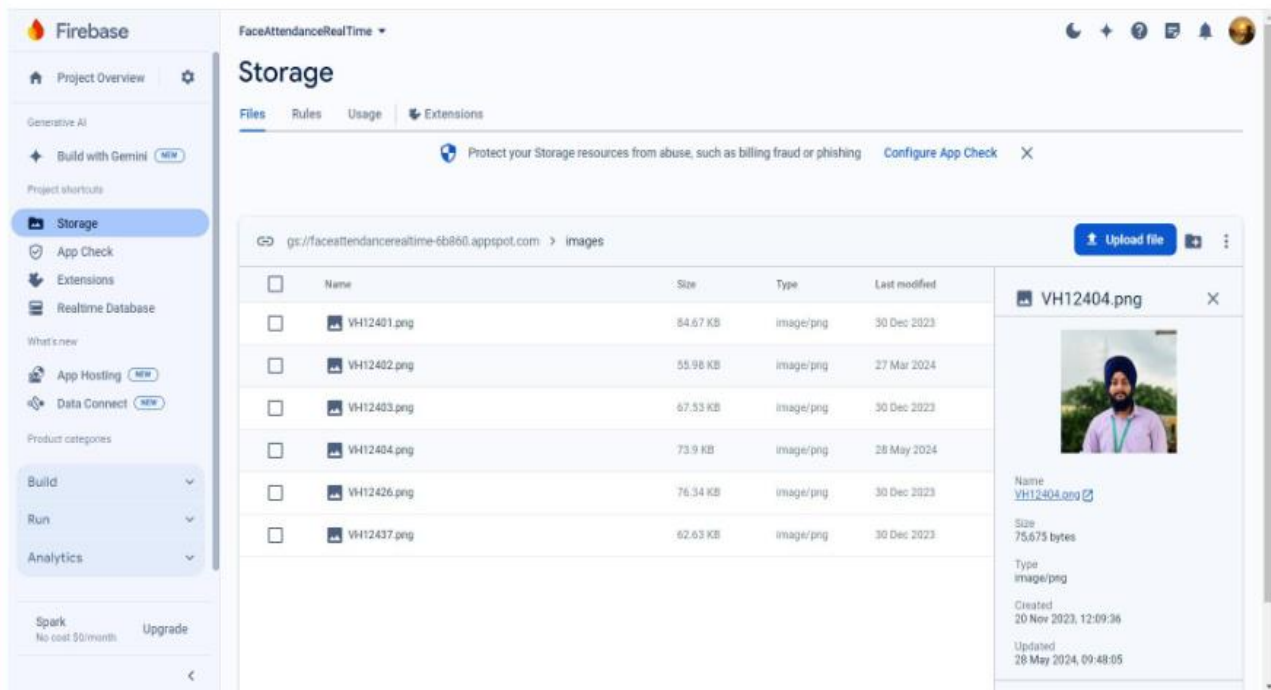 Firebase
Project Overview
Generative AI
Build with Gemini NEW
Project shortcuts
Storage
App Check
Extensions
Realtime Database
What's new
App Hosting NEW
Data Connect NEW
Product categories
Build
Run
Analytics
Spark
No cost $0/month
Upgrade
FaceAttendanceRealTime
Storage
Files Rules Usage Extensions
Protect your Storage resources from abuse, such as billing fraud or phishing Configure App Check
gs://faceattendancerealtime-6b860.appspot.com > images
Upload file
Name Size Type Last modified
VH12401.png 84.67 KB image/png 30 Dec 2023
VH12402.png 55.98 KB image/png 27 Mar 2024
VH12403.png 67.53 KB image/png 30 Dec 2023
VH12404.png 73.9 KB image/png 28 May 2024
VH12426.png 76.34 KB image/png 30 Dec 2023
VH12437.png 62.63 KB image/png 30 Dec 2023
VH12404.png
Name
VH12404.png
Size
75,675 bytes
Type
image/png
Created
20 Nov 2023, 12:09:36
Updated
28 May 2024, 09:48:05